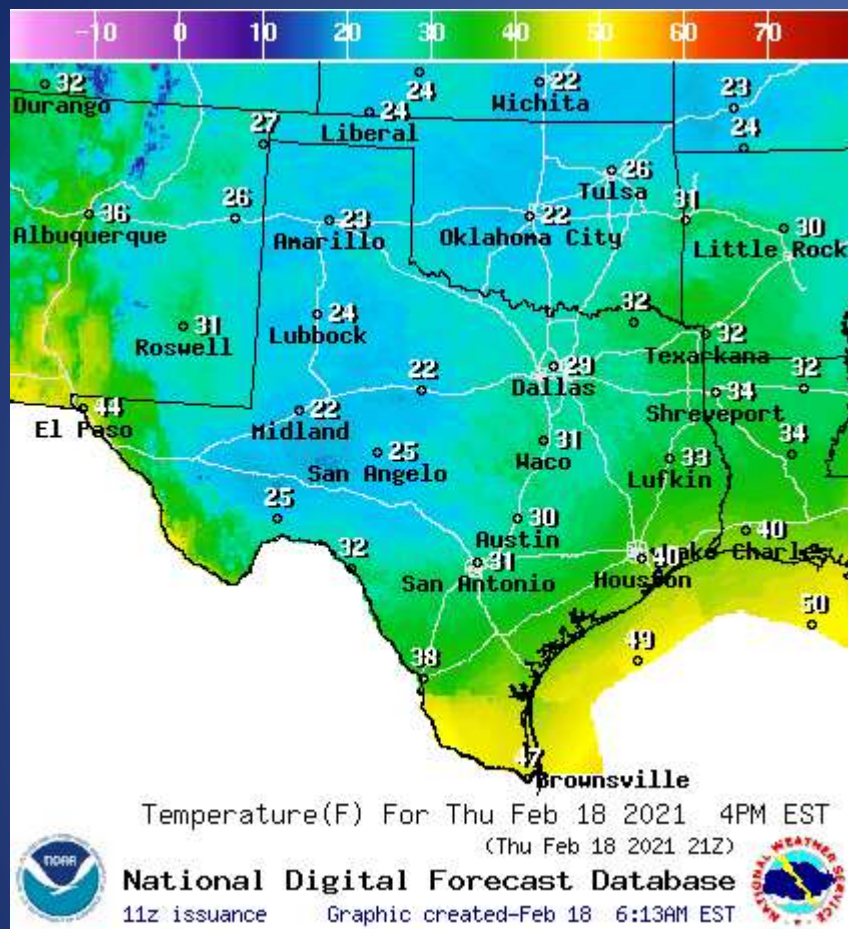 -10 0 10 20 30 40 50 60 70
32
Durango
24
22
Wichita
23
24
Liberal
27
24
26
Tulsa
36
Albuquerque
26
23
Amarillo
22
Oklahoma City
31
30
Little Rock
31
Roswell
24
Lubbock
32
32
Texarkana
29
Dallas
22
34
Shreveport
32
44
El Paso
22
Midland
25
San Angelo
31
Waco
33
Lufkin
34
25
30
Austin
40
Lake Charles
32
31
San Antonio
40
Houston
50
49
38
47
Brownsville
Temperature(F) For Thu Feb 18 2021 4PM EST
(Thu Feb 18 2021 21Z)
National Digital Forecast Database
11z issuance Graphic created-Feb 18 6:13AM EST
NOAA
NATIONAL WEATHER SERVICE